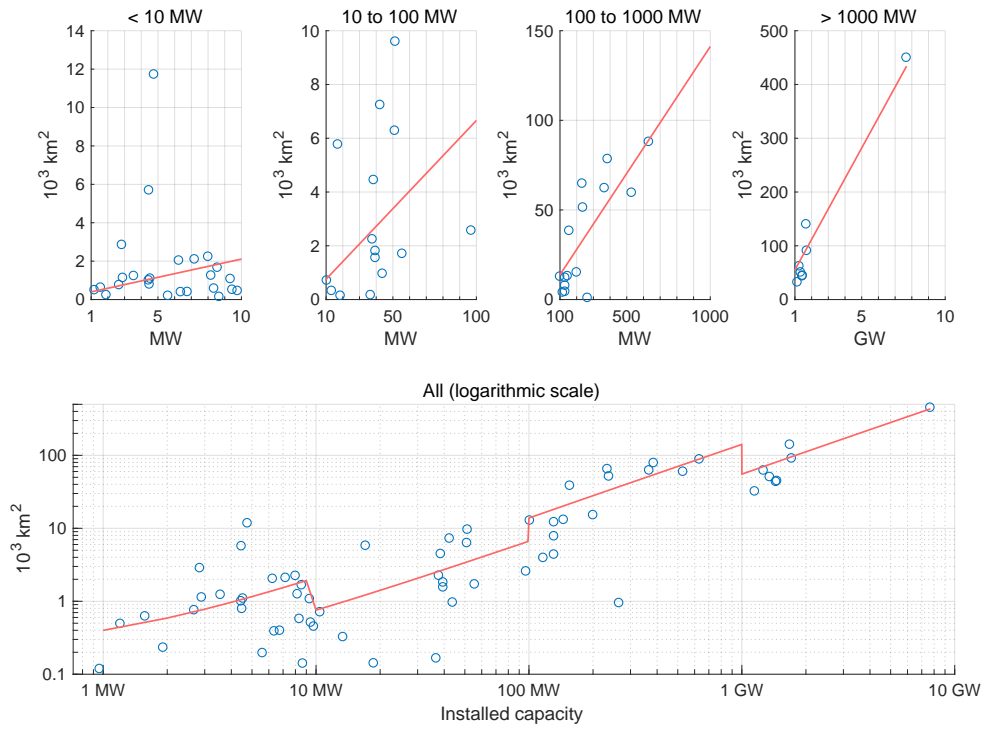 < 10 MW
14
12
10
8
6
4
2
0
10³ km²
1 5 10
MW
10 to 100 MW
10
8
6
4
2
0
10³ km²
10 50 100
MW
100 to 1000 MW
150
100
50
0
10³ km²
100 500 1000
MW
> 1000 MW
500
400
300
200
100
0
10³ km²
1 5 10
GW
All (logarithmic scale)
100
10
1
0.1
10³ km²
1 MW 10 MW 100 MW 1 GW 10 GW
Installed capacity